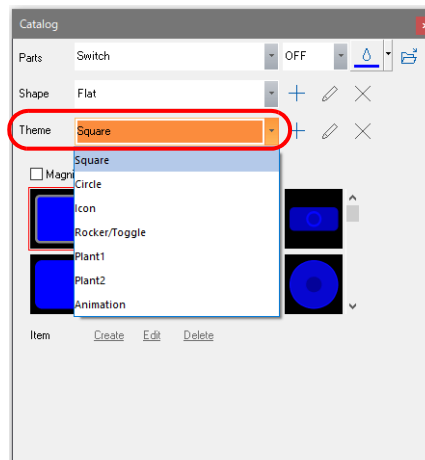 Catalog
Parts Switch OFF
Shape Flat
Theme Square
Square
Magni
Circle
Icon
Rocker/Toggle
Plant1
Plant2
Animation
Item Create Edit Delete